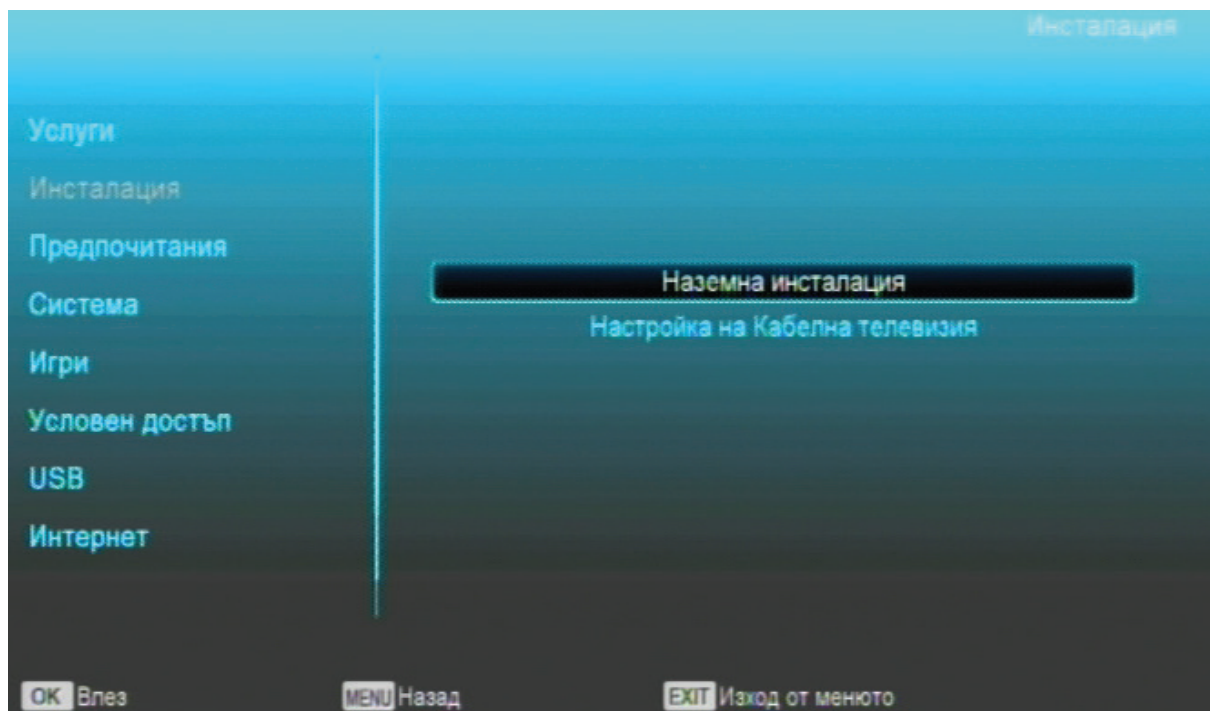 Инсталация
Услуги
Инсталация
Предпочитания
Система
Игри
Условен достъп
USB
Интернет
Наземна инсталация
Настройка на Кабелна телевизия
OK Влез
MENU Назад
EXIT Изход от менюто